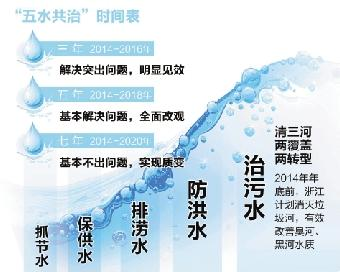 “五水共治”时间表
三 年 2014-2016年
解决突出问题，明显见效
五 年 2014-2018年
基本解决问题，全面改观
七 年 2014-2020年
基本不出问题，实现质变
抓节水
保供水
排涝水
防洪水
治污水
清三河
两覆盖
两转型
2014年年
底前，浙江
计划消灭垃
圾河，有效
改善臭河、
黑河水质